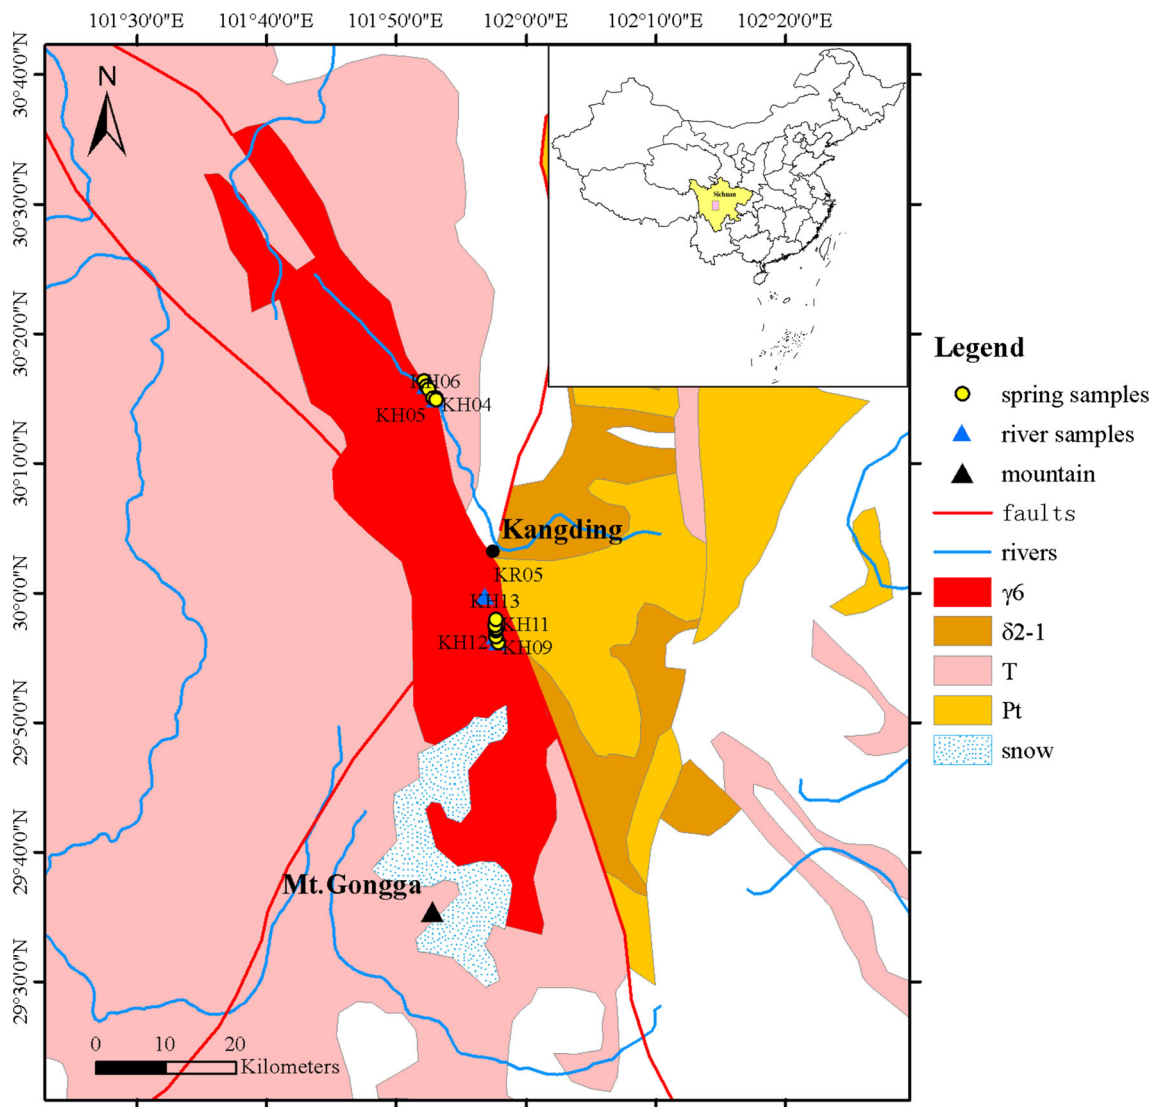 101°30'0"E 101°40'0"E 101°50'0"E 102°0'0"E 102°10'0"E 102°20'0"E
30°40'0"N
30°30'0"N
30°20'0"N
30°10'0"N
30°0'0"N
29°50'0"N
29°40'0"N
29°30'0"N
N
Sichuan
KH06
KH05
KH04
Kangding
KR05
KH13
KH11
KH12
KH09
Mt.Gongga
0 10 20
Kilometers
Legend
spring samples
river samples
mountain
faults
rivers
γ6
δ2-1
T
Pt
snow